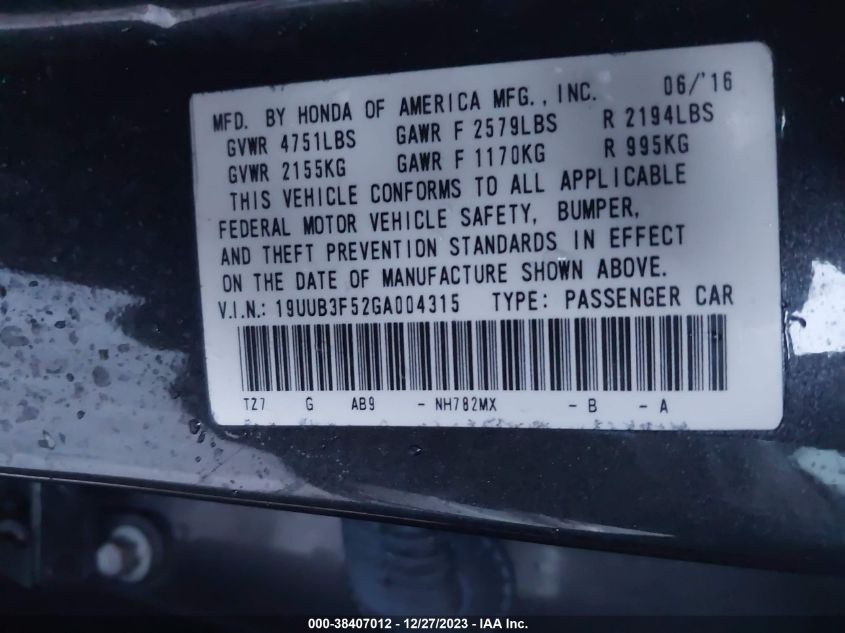 MFD. BY HONDA OF AMERICA MFG., INC. 06/'16
GVWR 4751LBS GAWR F 2579LBS R 2194LBS
GVWR 2155KG GAWR F 1170KG R 995KG
THIS VEHICLE CONFORMS TO ALL APPLICABLE
FEDERAL MOTOR VEHICLE SAFETY, BUMPER,
AND THEFT PREVENTION STANDARDS IN EFFECT
ON THE DATE OF MANUFACTURE SHOWN ABOVE.
V.I.N.: 19UUB3F52GA004315 TYPE: PASSENGER CAR
TZ7 G AB9 - NH782MX - B - A
000-38407012 - 12/27/2023 - IAA Inc.